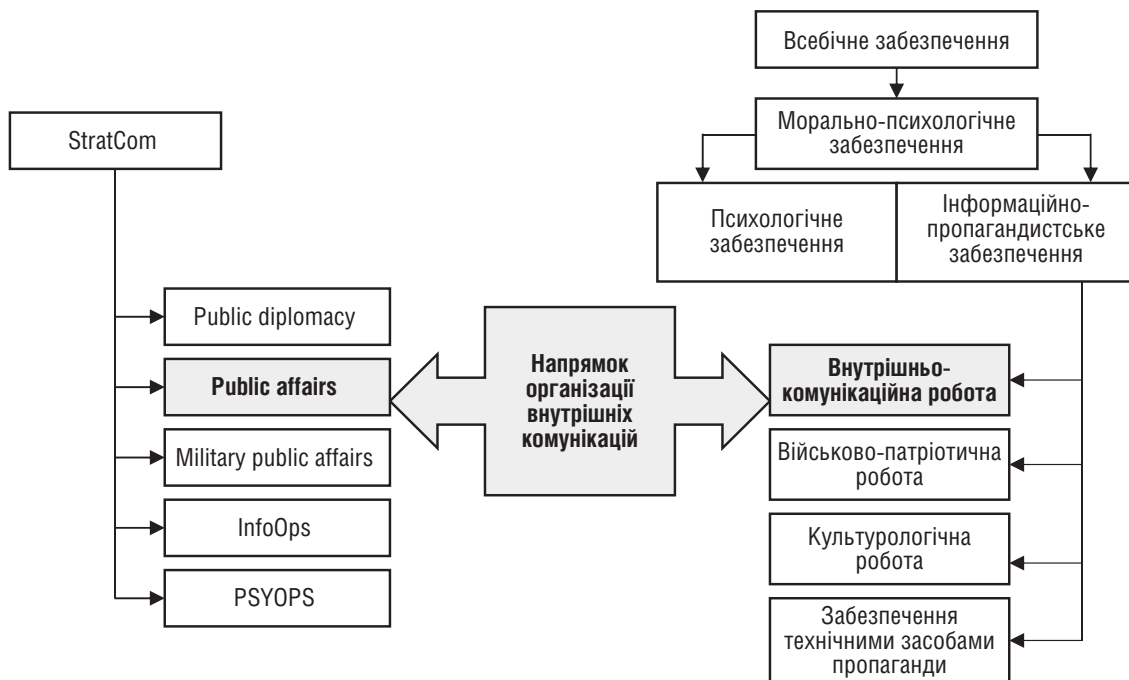 Всебічне забезпечення
Морально-психологічне
забезпечення
StratCom
Психологічне
забезпечення
Інформаційно-
пропагандистське
забезпечення
Public diplomacy
Public affairs
Military public affairs
InfoOps
PSYOPS
Напрямок
організації
внутрішніх
комунікацій
Внутрішньо-
комунікаційна робота
Військово-патріотична
робота
Культурологічна
робота
Забезпечення
технічними засобами
пропаганди